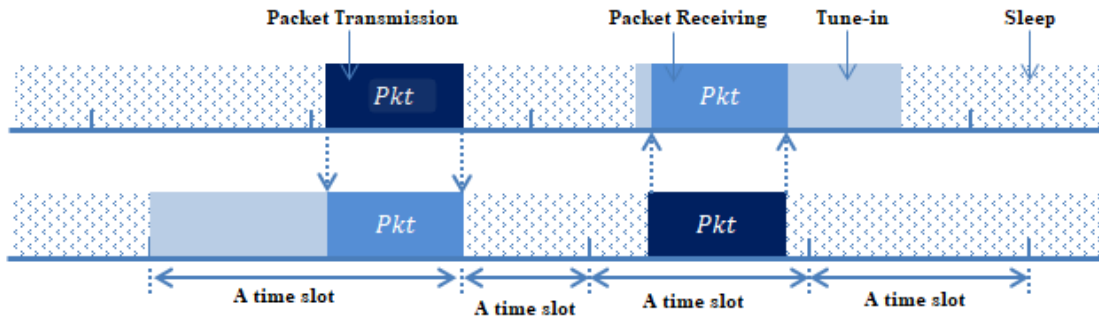 Packet Transmission
Packet Receiving
Tune-in
Sleep
Pkt
Pkt
Pkt
Pkt
A time slot
A time slot
A time slot
A time slot